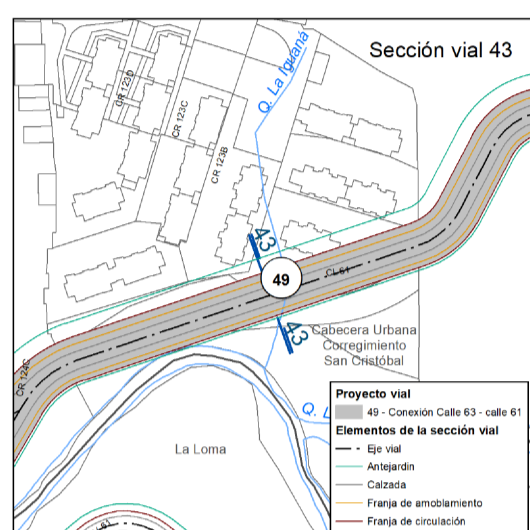 Sección vial 43
Q. La Iguaná
CR 123D
CR 123C
CR 123B
43
49
CL 61
43
Cabecera Urbana
Corregimiento
San Cristóbal
CR 124C
La Loma
Q. L
Proyecto vial
49 - Conexión Calle 63 - calle 61
Elementos de la sección vial
Eje vial
Antejardin
Calzada
Franja de amoblamiento
Franja de circulación